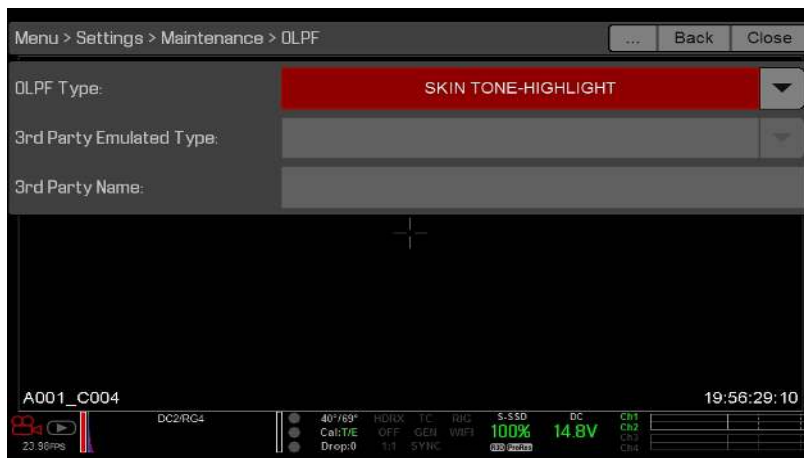 Menu > Settings > Maintenance > OLPF ... Back Close
OLPF Type: SKIN TONE-HIGHLIGHT
3rd Party Emulated Type:
3rd Party Name:
A001_C004 19:56:29:10
DC2/RG4 40°/69° HDRX TC RIG S-SSD DC Ch1
Cal:T/E OFF GEN WIFI 100% 14.8V Ch2
23.98FPS Drop:0 1:1 SYNC R3D ProRes Ch3
Ch4